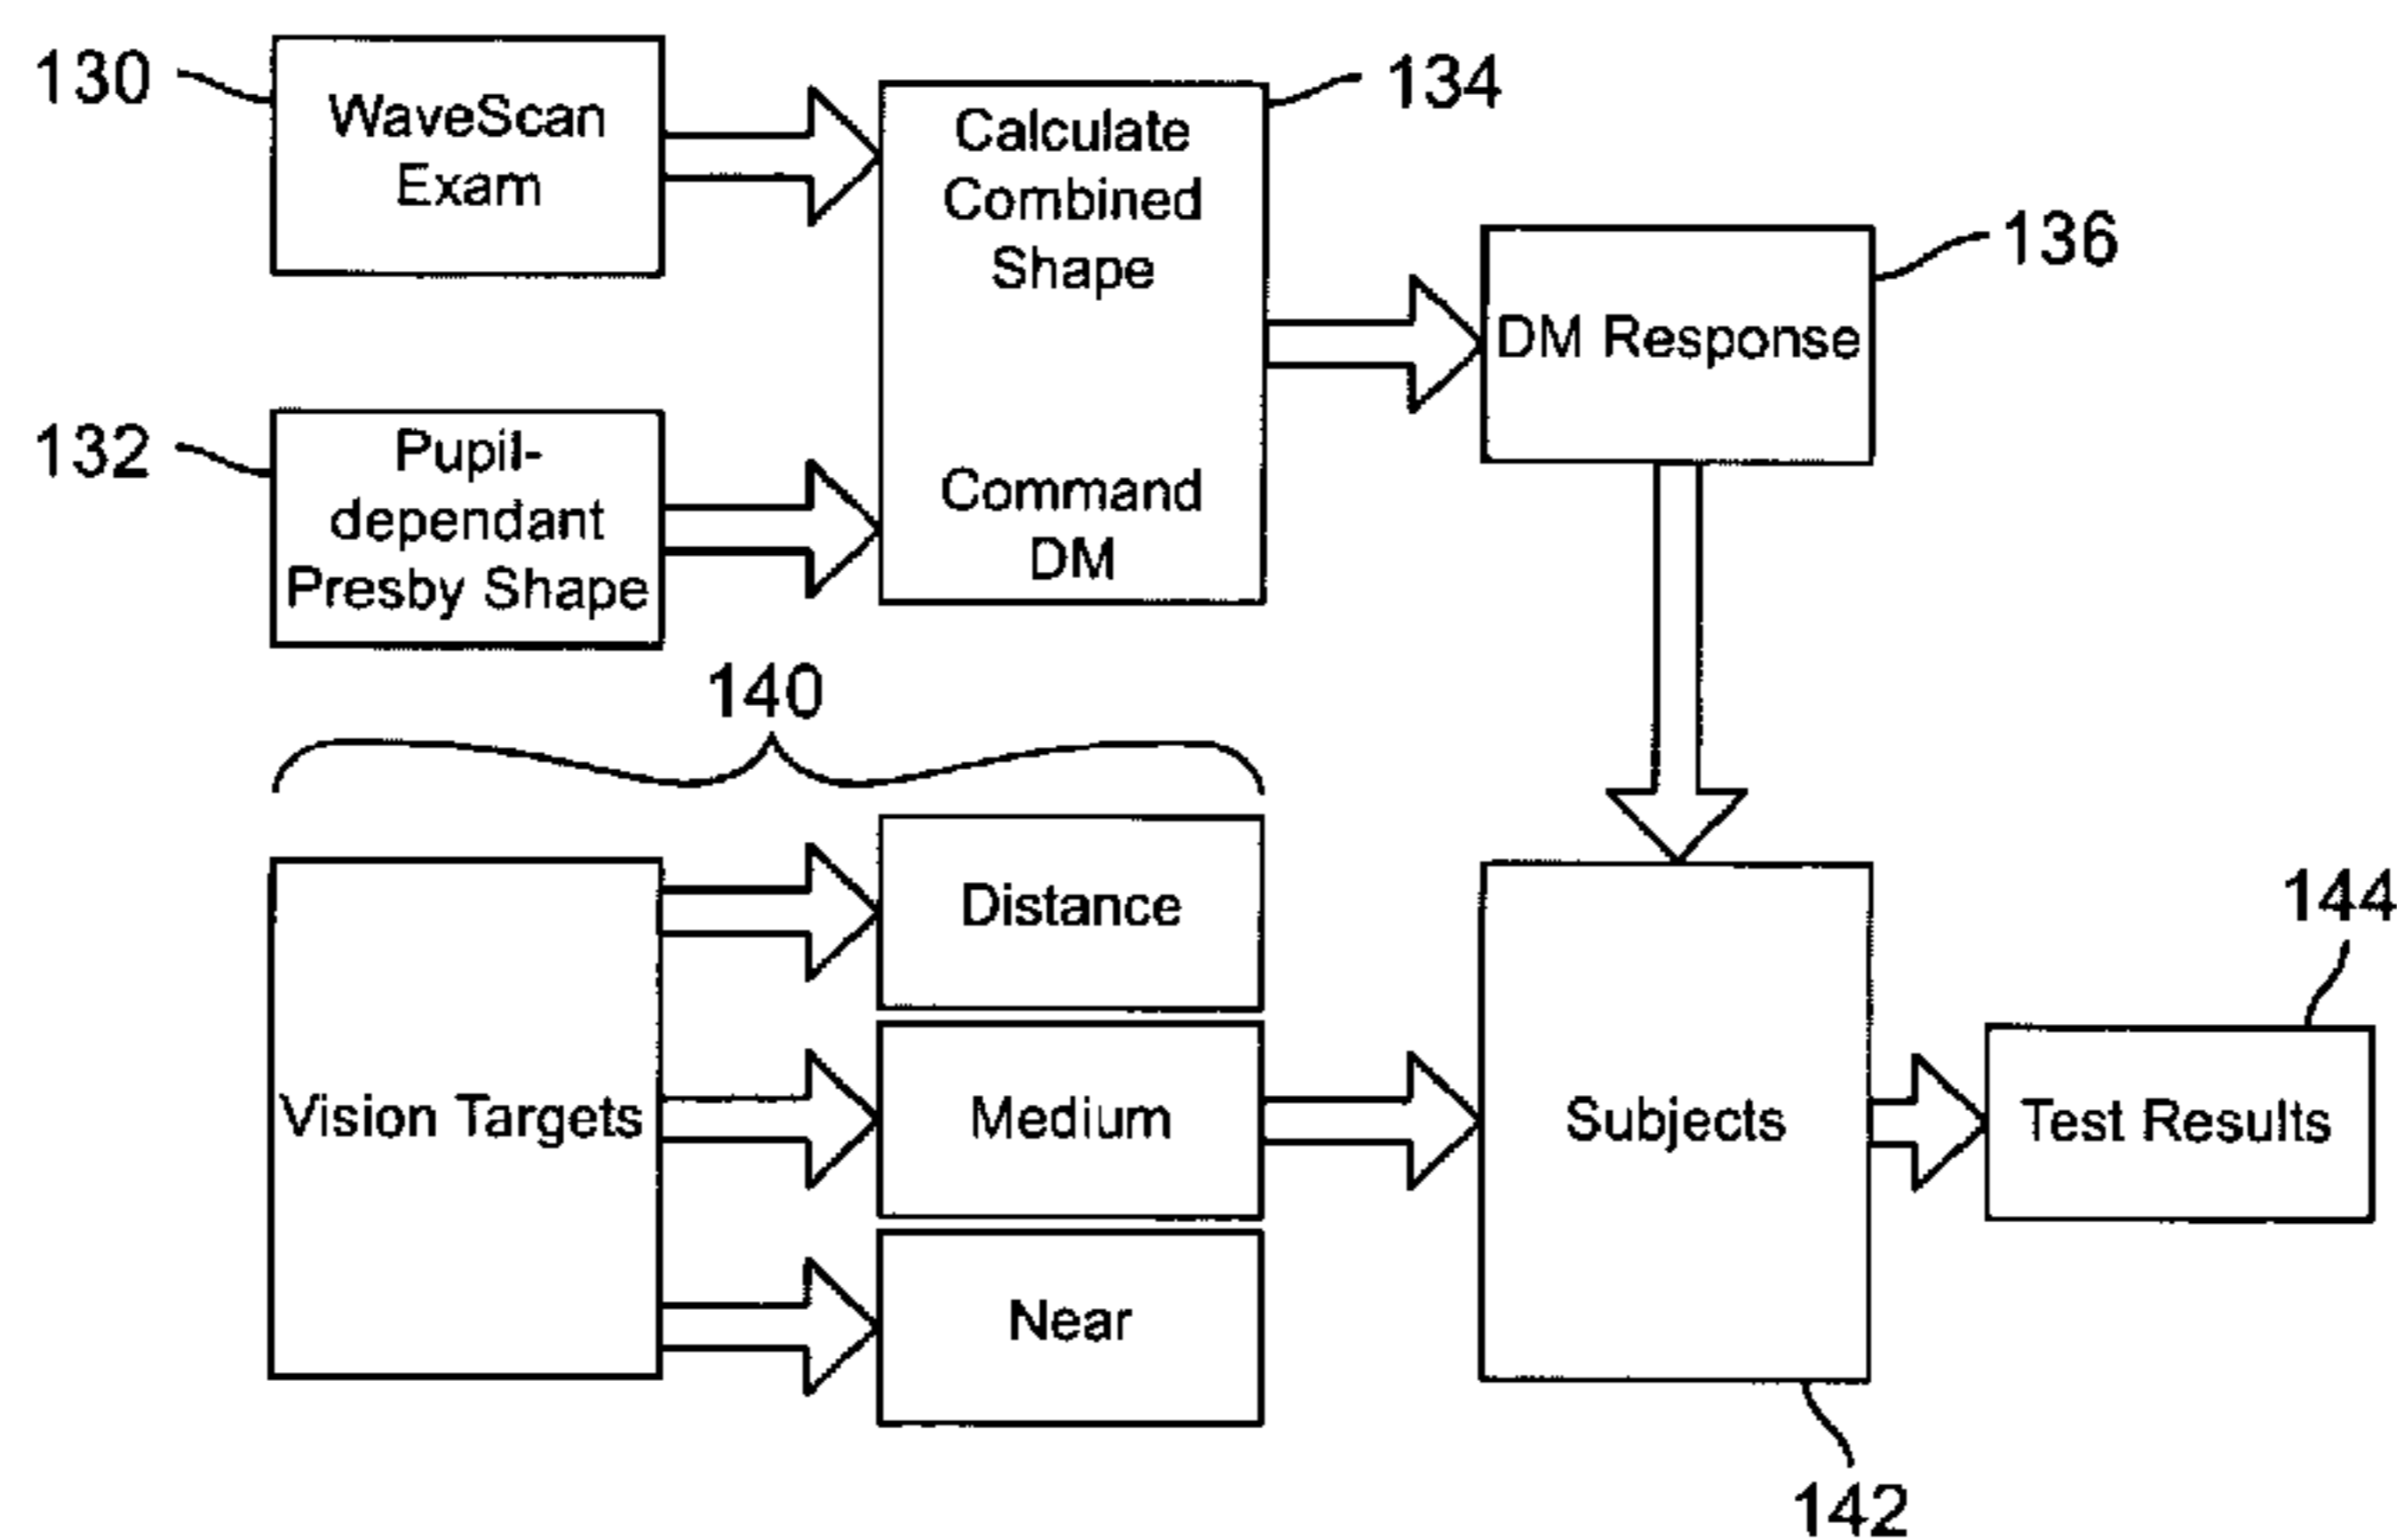 130
WaveScan
Exam
134
Calculate
Combined
Shape
Command
DM
136
DM Response
132
Pupil-
dependant
Presby Shape
140
Vision Targets
Distance
Medium
Near
Subjects
142
144
Test Results